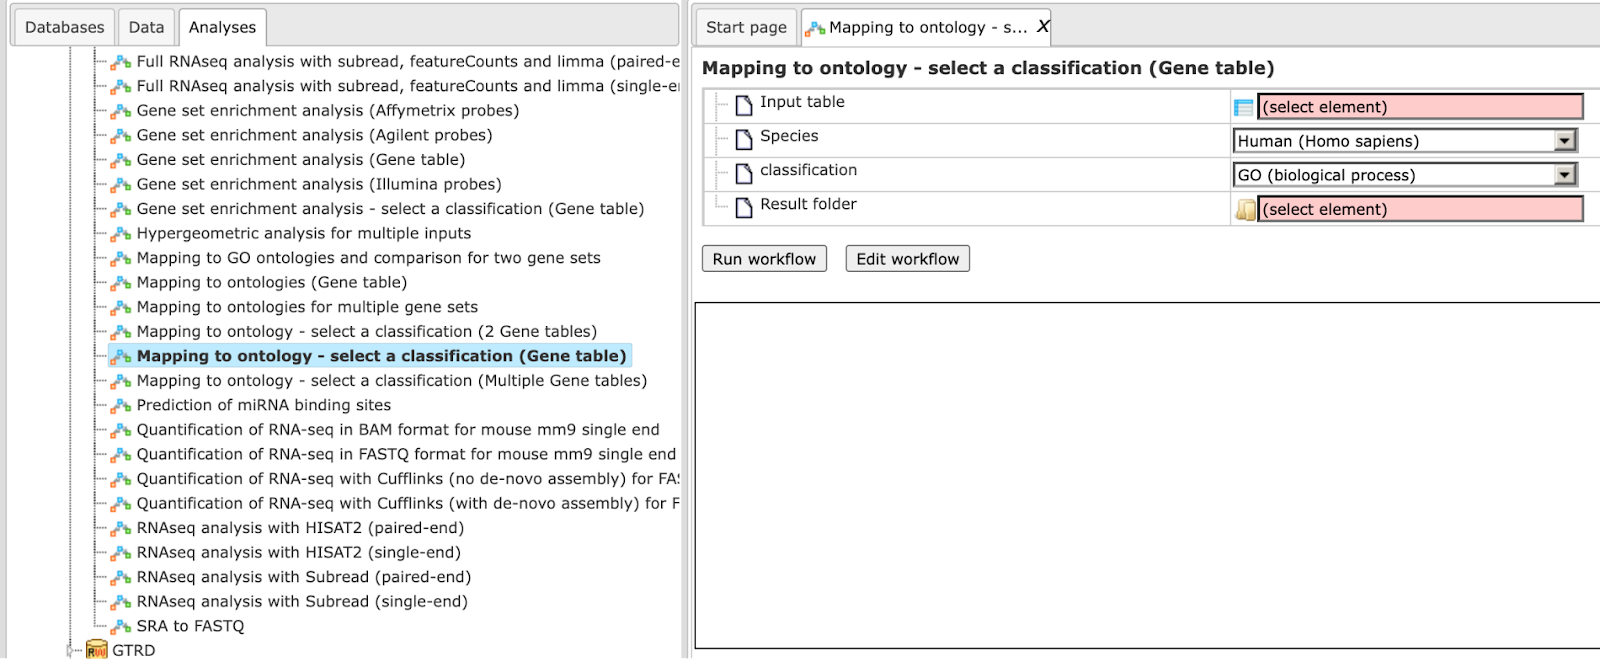 Databases
Data
Analyses
Full RNAseq analysis with subread, featureCounts and limma (paired-e
Full RNAseq analysis with subread, featureCounts and limma (single-e
Gene set enrichment analysis (Affymetrix probes)
Gene set enrichment analysis (Agilent probes)
Gene set enrichment analysis (Gene table)
Gene set enrichment analysis (Illumina probes)
Gene set enrichment analysis - select a classification (Gene table)
Hypergeometric analysis for multiple inputs
Mapping to GO ontologies and comparison for two gene sets
Mapping to ontologies (Gene table)
Mapping to ontologies for multiple gene sets
Mapping to ontology - select a classification (2 Gene tables)
Mapping to ontology - select a classification (Gene table)
Mapping to ontology - select a classification (Multiple Gene tables)
Prediction of miRNA binding sites
Quantification of RNA-seq in BAM format for mouse mm9 single end
Quantification of RNA-seq in FASTQ format for mouse mm9 single end
Quantification of RNA-seq with Cufflinks (no de-novo assembly) for FAS
Quantification of RNA-seq with Cufflinks (with de-novo assembly) for F
RNAseq analysis with HISAT2 (paired-end)
RNAseq analysis with HISAT2 (single-end)
RNAseq analysis with Subread (paired-end)
RNAseq analysis with Subread (single-end)
SRA to FASTQ
GTRD
Start page
Mapping to ontology - s... X
Mapping to ontology - select a classification (Gene table)
Input table
(select element)
Species
Human (Homo sapiens)
classification
GO (biological process)
Result folder
(select element)
Run workflow
Edit workflow